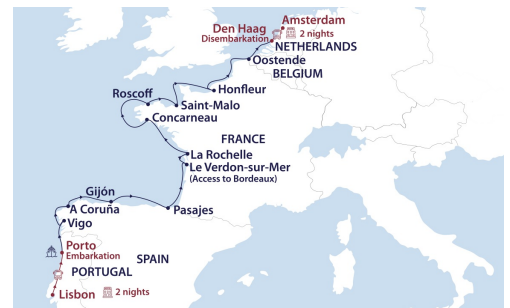 Amsterdam
2 nights
Den Haag
Disembarkation
NETHERLANDS
Oostende
BELGIUM
Honfleur
Roscoff
Saint-Malo
Concarneau
FRANCE
La Rochelle
Le Verdon-sur-Mer
(Access to Bordeaux)
Gijón
A Coruña
Pasajes
Vigo
Porto
Embarkation
SPAIN
PORTUGAL
Lisbon
2 nights